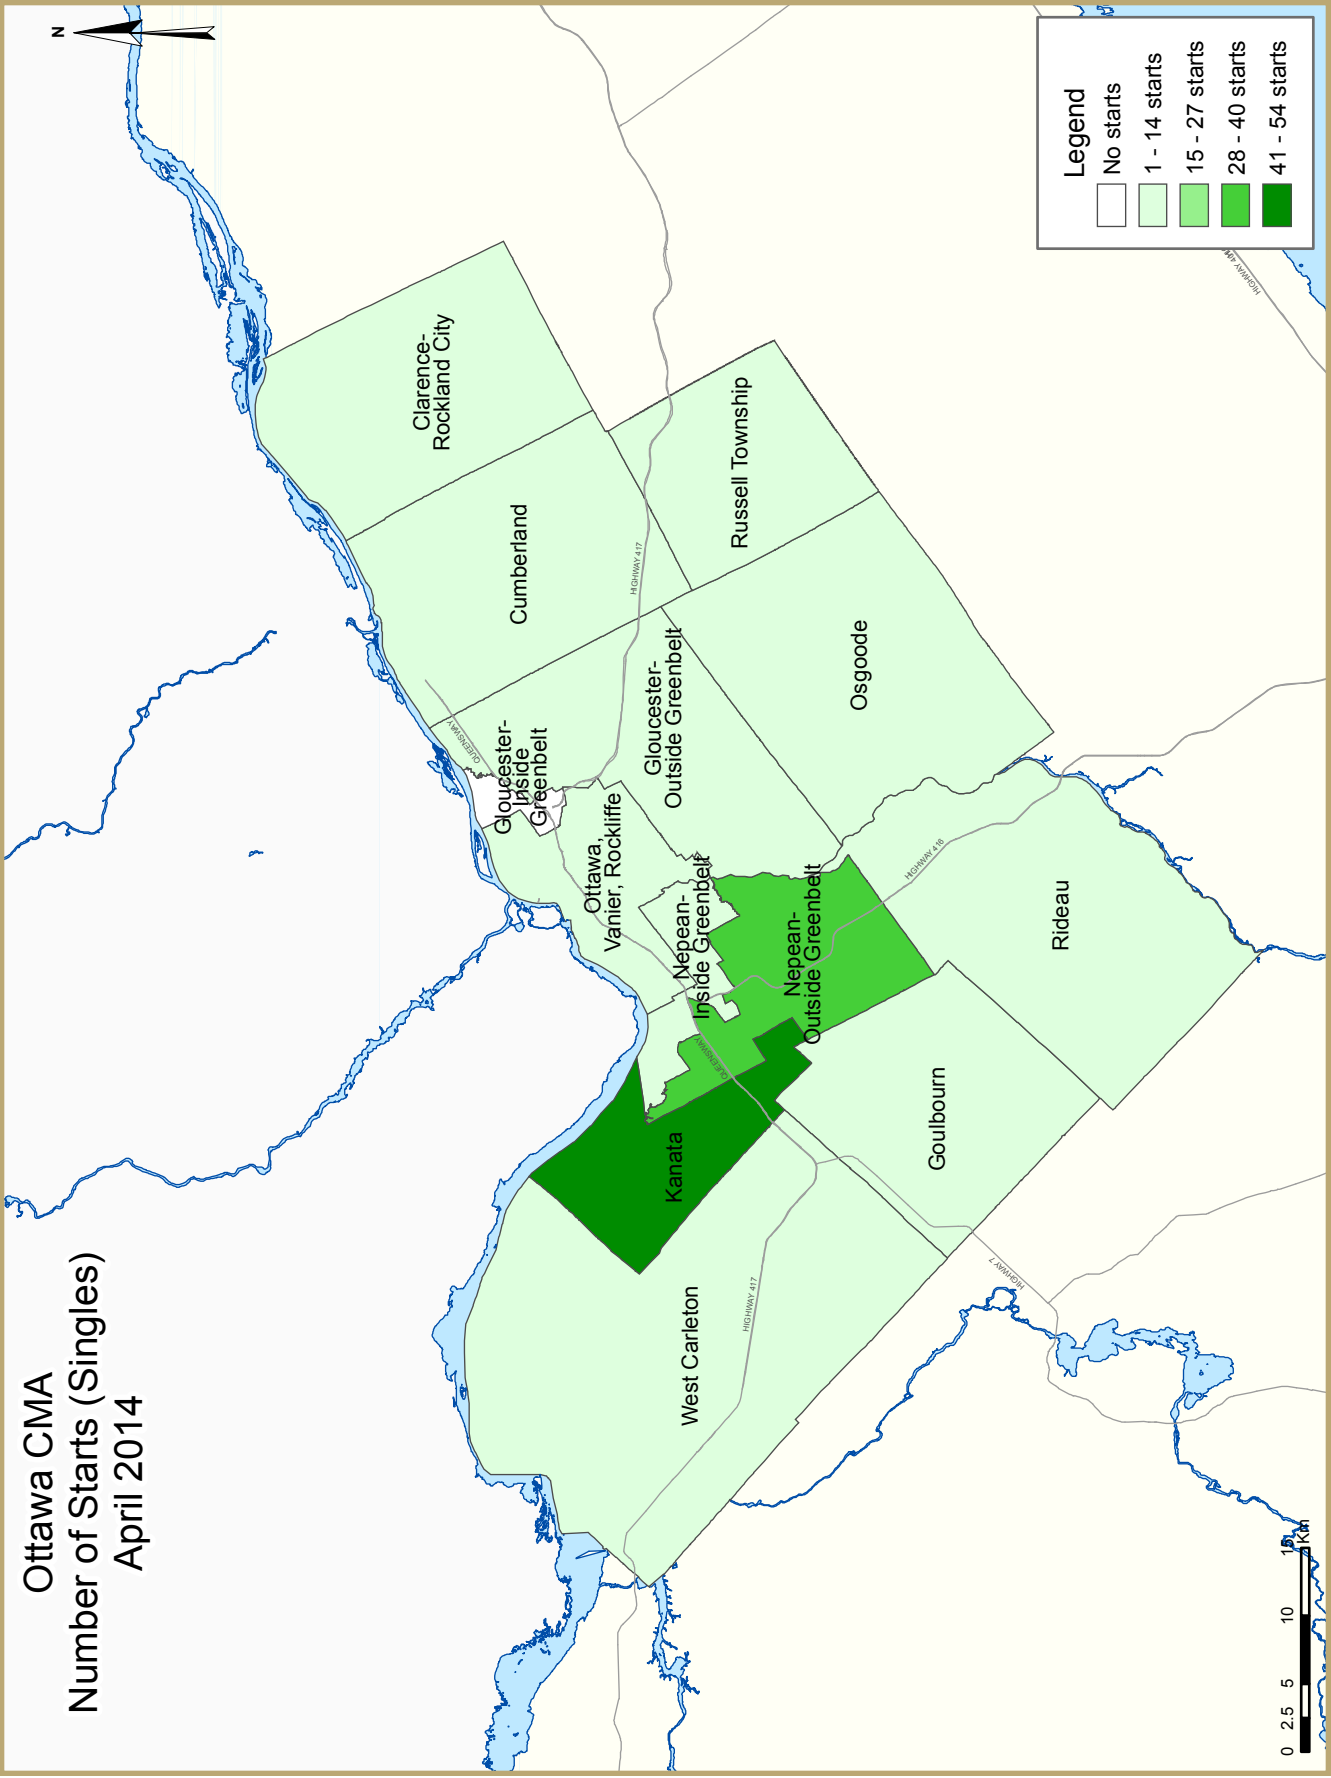 Ottawa CMA
Number of Starts (Singles)
April 2014
N
Legend
No starts
1 - 14 starts
15 - 27 starts
28 - 40 starts
41 - 54 starts
Clarence-
Rockland City
Cumberland
Russell Township
HIGHWAY 417
QUEENSWAY
Gloucester-
Inside
Greenbelt
Gloucester-
Outside Greenbelt
Osgoode
Ottawa,
Vanier, Rockliffe
Nepean-
Inside Greenbelt
Nepean-
Outside Greenbelt
HIGHWAY 416
Rideau
QUEENSWAY
Kanata
Goulbourn
West Carleton
HIGHWAY 417
HIGHWAY 7
HIGHWAY 401
0 2.5 5 10 15
Km